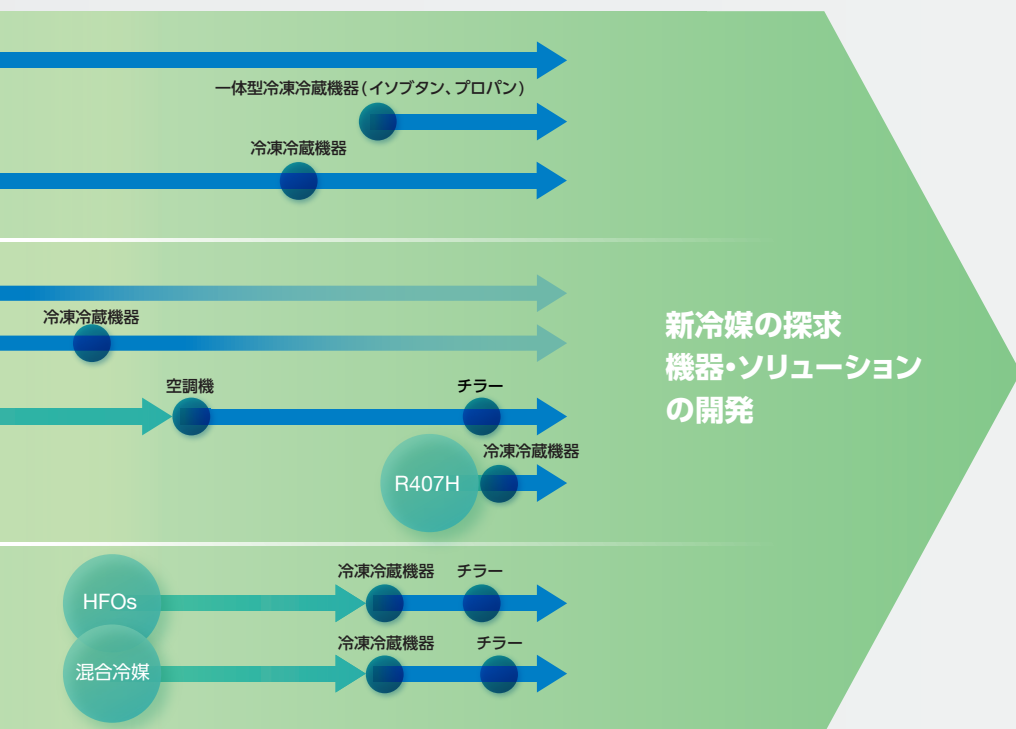 一体型冷凍冷蔵機器(イソブタン、プロパン)
冷凍冷蔵機器
冷凍冷蔵機器
空調機
チラー
冷凍冷蔵機器
R407H
新冷媒の探求
機器・ソリューション
の開発
冷凍冷蔵機器
チラー
HFOs
冷凍冷蔵機器
チラー
混合冷媒